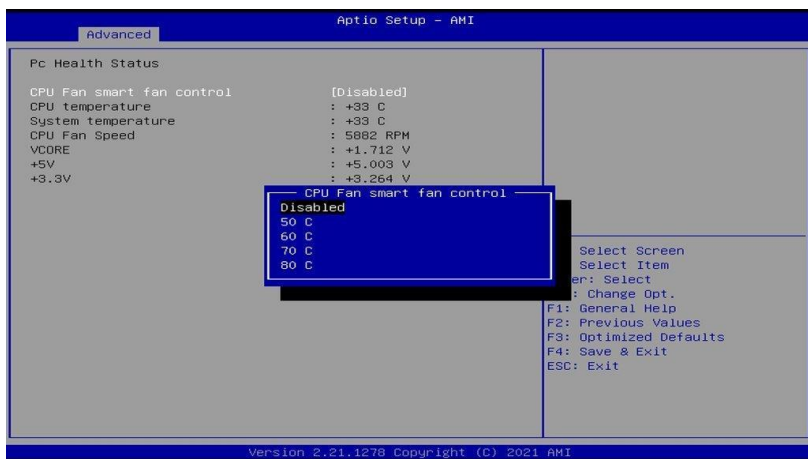 Aptio Setup – AMI
Advanced
Pc Health Status
CPU Fan smart fan control [Disabled]
CPU temperature : +33 C
System temperature : +33 C
CPU Fan Speed : 5882 RPM
VCORE : +1.712 V
+5V : +5.003 V
+3.3V : +3.264 V
CPU Fan smart fan control
Disabled
50 C
60 C
70 C
80 C
Select Screen
Select Item
er: Select
: Change Opt.
F1: General Help
F2: Previous Values
F3: Optimized Defaults
F4: Save & Exit
ESC: Exit
Version 2.21.1278 Copyright (C) 2021 AMI